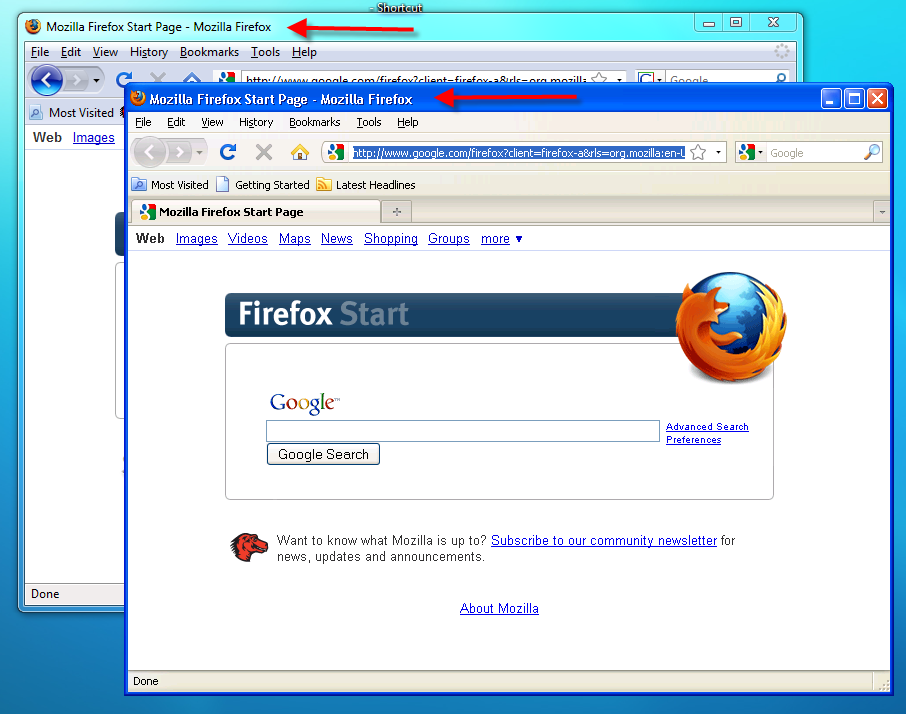 - Shortcut
Mozilla Firefox Start Page - Mozilla Firefox
File Edit View History Bookmarks Tools Help
http://www.google.com/firefox?client=firefox-a&rls=org.mozilla Google
Most Visited
Web Images
Done
Mozilla Firefox Start Page - Mozilla Firefox
File Edit View History Bookmarks Tools Help
http://www.google.com/firefox?client=firefox-a&rls=org.mozilla:en-U Google
Most Visited Getting Started Latest Headlines
Mozilla Firefox Start Page
Web Images Videos Maps News Shopping Groups more ▼
Firefox Start
Google™
Advanced Search
Preferences
Google Search
Want to know what Mozilla is up to? Subscribe to our community newsletter for
news, updates and announcements.
About Mozilla
Done